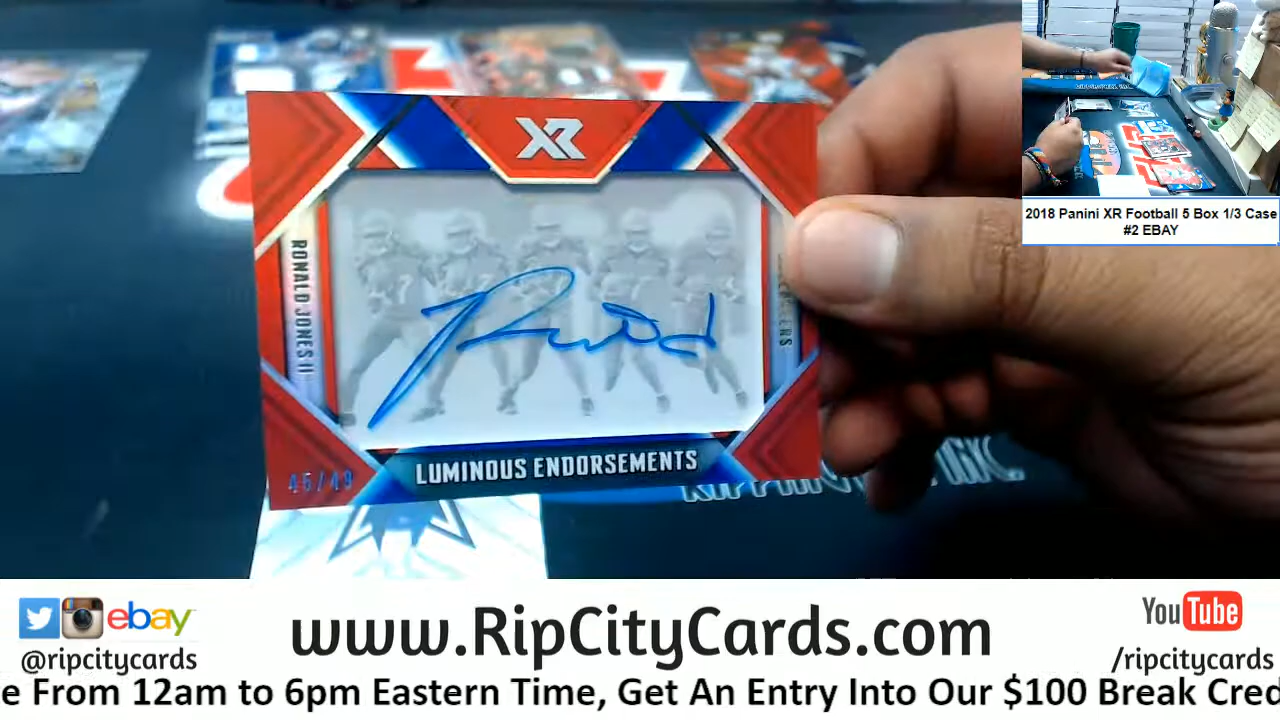 XR
RONALD JONES II
LUMINOUS ENDORSEMENTS
45/49
2018 Panini XR Football 5 Box 1/3 Case
#2 EBAY
ebay
@ripcitycards
www.RipCityCards.com
YouTube
/ripcitycards
e From 12am to 6pm Eastern Time, Get An Entry Into Our $100 Break Cred